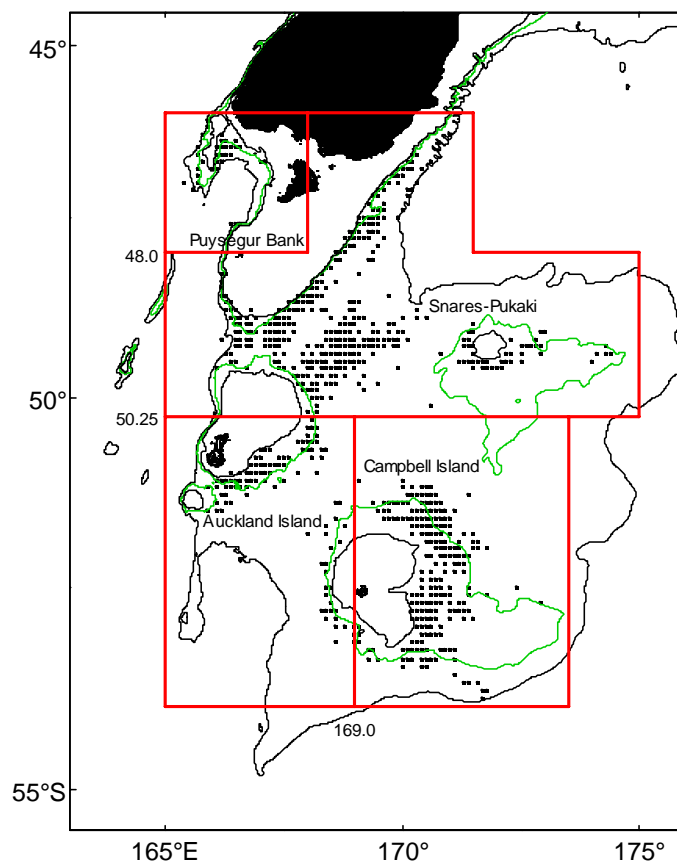 45°
Puysegur Bank
48.0
Snares-Pukaki
50°
50.25
Campbell Island
Auckland Island
169.0
55°S
165°E
170°
175°